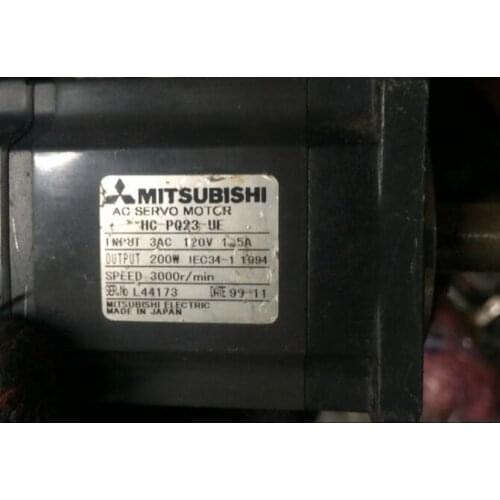 MITSUBISHI
AC SERVO MOTOR
HC-PQ23-UE
INPUT 3AC 120V 1.5A
OUTPUT 200W IEC34-1 1994
SPEED 3000r/min
SER.No L44173 DATE 99-11
MITSUBISHI ELECTRIC
MADE IN JAPAN